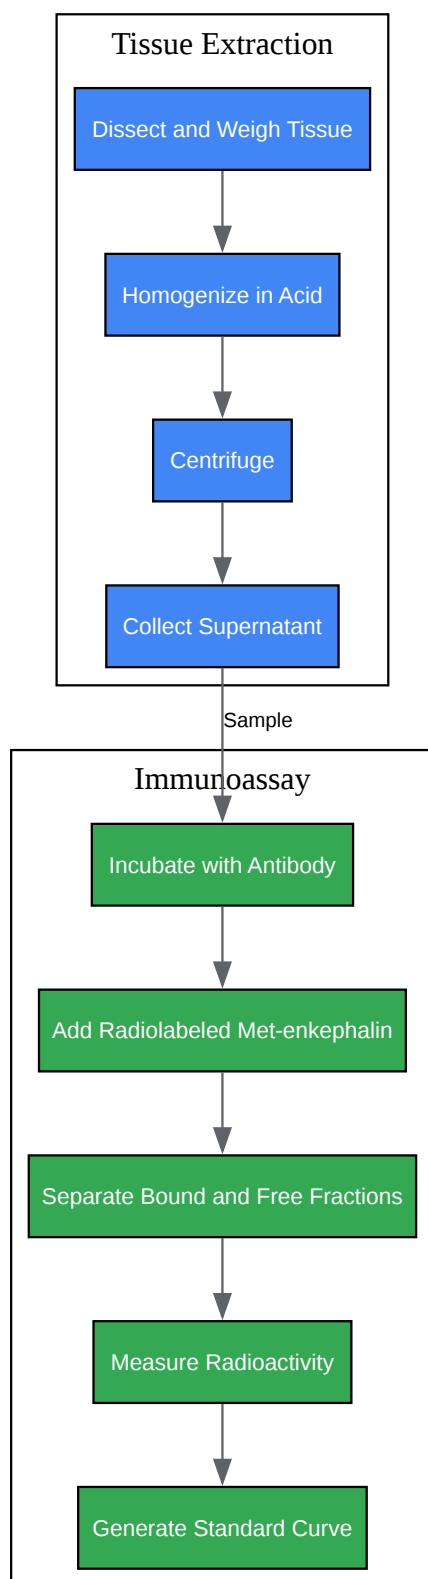 Tissue Extraction
Dissect and Weigh Tissue
Homogenize in Acid
Centrifuge
Collect Supernatant
Sample
Immunoassay
Incubate with Antibody
Add Radiolabeled Met-enkephalin
Separate Bound and Free Fractions
Measure Radioactivity
Generate Standard Curve